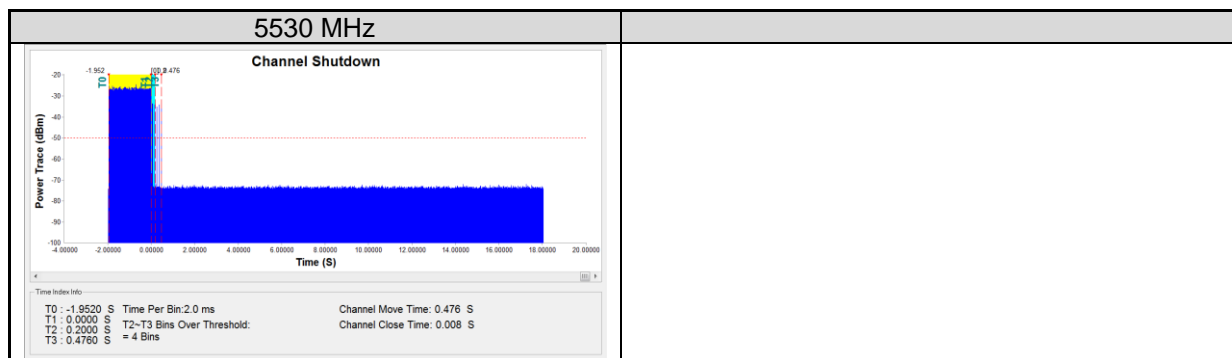 5530 MHz
Channel Shutdown
-1.952
T0
T2
T3
Power Trace (dBm)
-20
-30
-40
-50
-60
-70
-80
-90
-100
-4.00000 -2.00000 0.00000 2.00000 4.00000 6.00000 8.00000 10.00000 12.00000 14.00000 16.00000 18.00000 20.00000
Time (S)
Time Index Info
T0 : -1.9520 S Time Per Bin:2.0 ms Channel Move Time: 0.476 S
T1 : 0.0000 S
T2 : 0.2000 S T2~T3 Bins Over Threshold: Channel Close Time: 0.008 S
T3 : 0.4760 S = 4 Bins